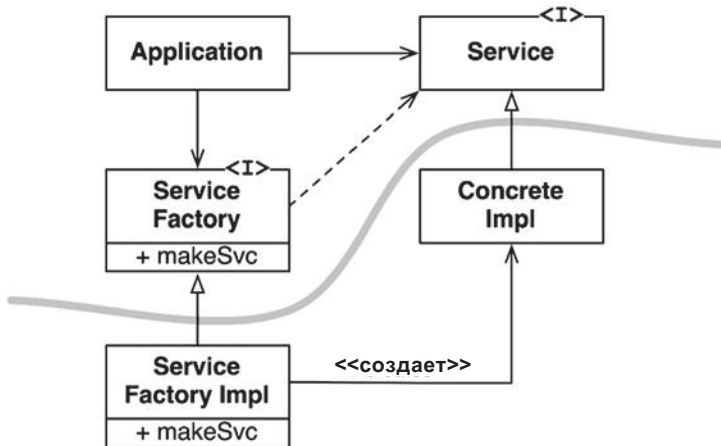 <I>
Application
Service
<I>
Service
Factory
+ makeSvc
Concrete
Impl
<<создает>>
Service
Factory Impl
+ makeSvc